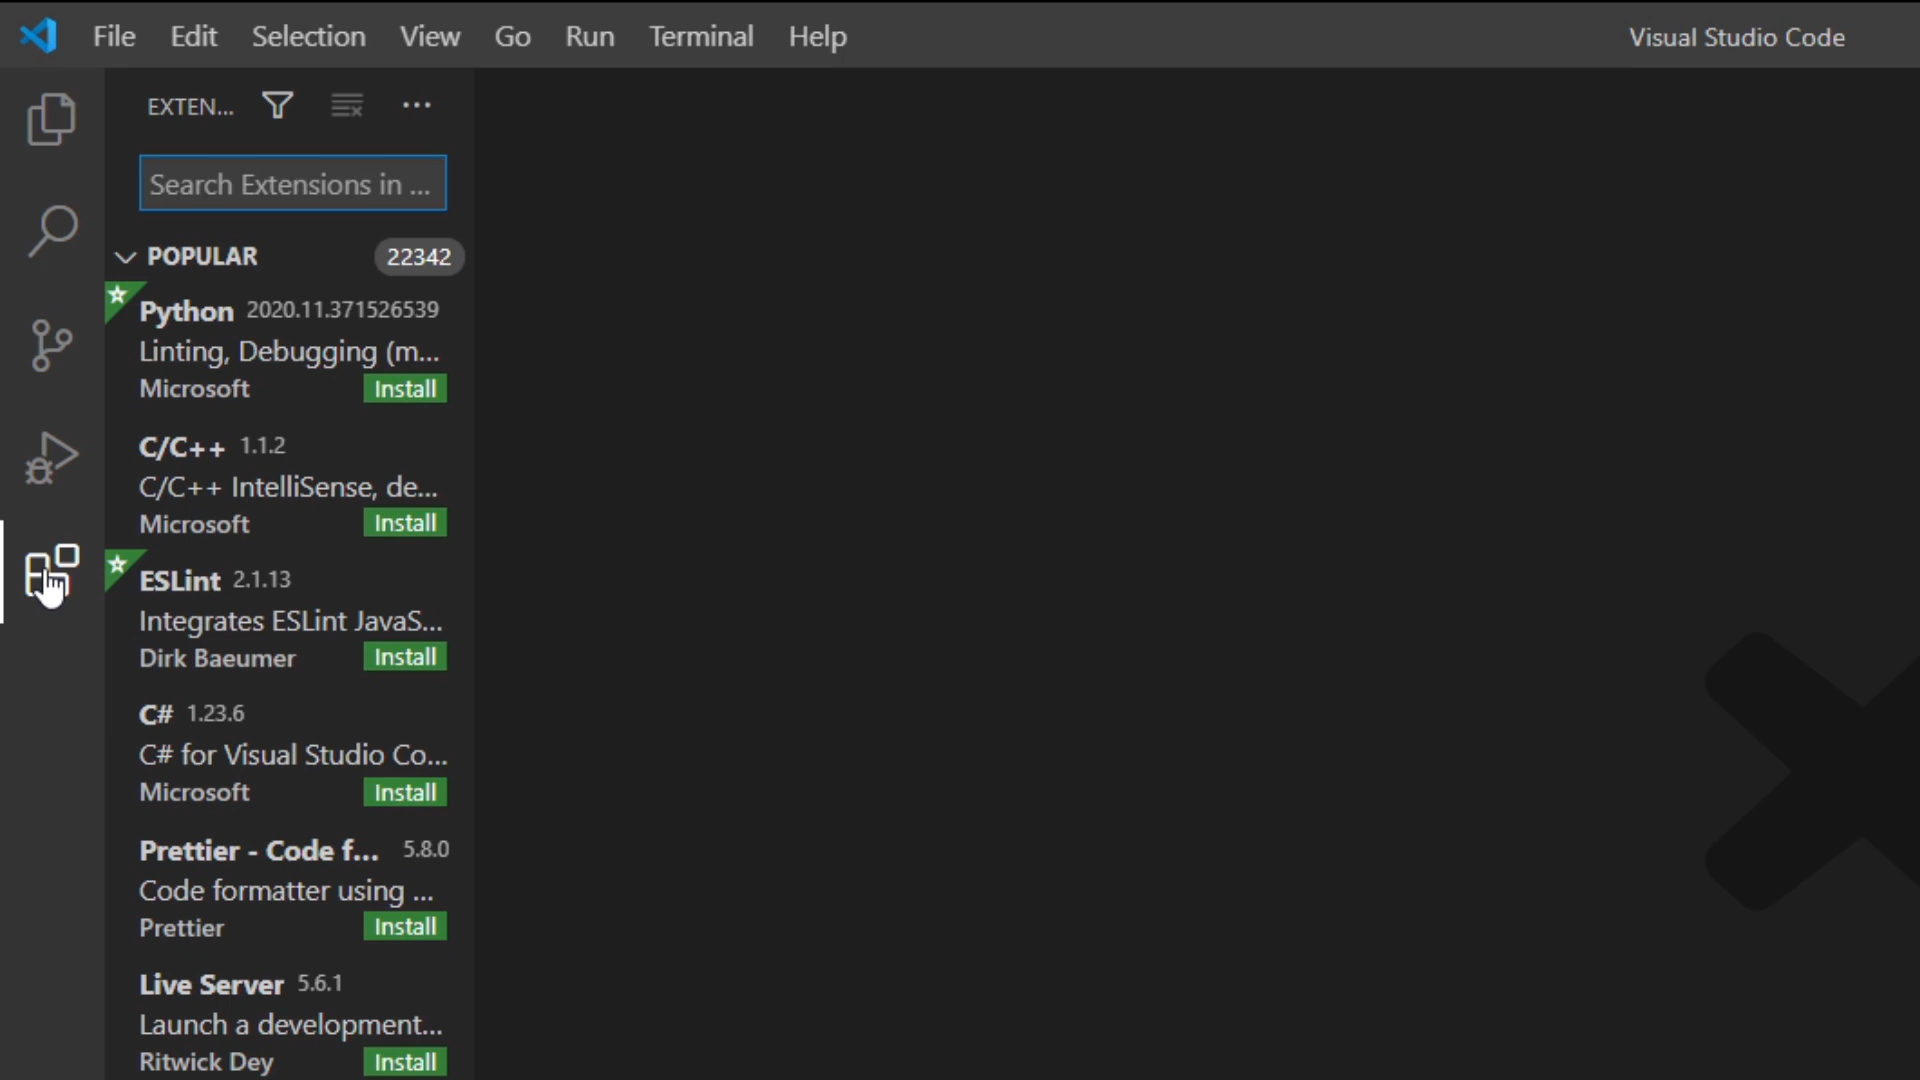 File Edit Selection View Go Run Terminal Help Visual Studio Code
EXTEN...
Search Extensions in ...
POPULAR 22342
Python 2020.11.371526539
Linting, Debugging (m...
Microsoft Install
C/C++ 1.1.2
C/C++ IntelliSense, de...
Microsoft Install
ESLint 2.1.13
Integrates ESLint JavaS...
Dirk Baeumer Install
C# 1.23.6
C# for Visual Studio Co...
Microsoft Install
Prettier - Code f... 5.8.0
Code formatter using ...
Prettier Install
Live Server 5.6.1
Launch a development...
Ritwick Dey Install